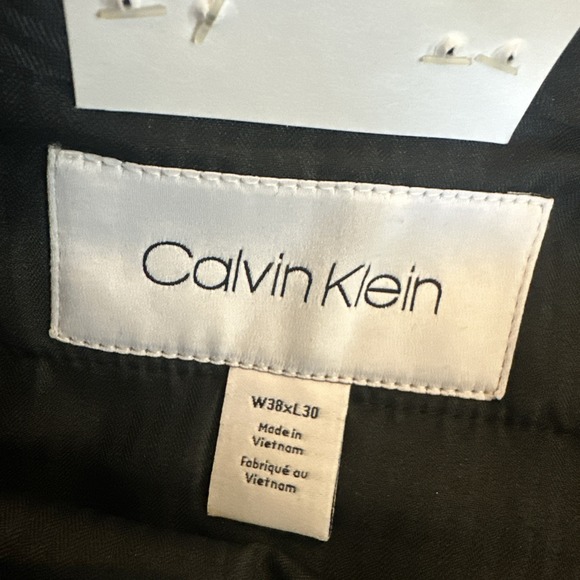 Calvin Klein
W38xL30
Made in
Vietnam
Fabriqué au
Vietnam